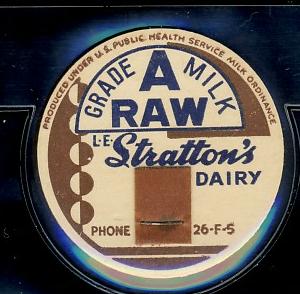 PRODUCED UNDER U.S. PUBLIC HEALTH SERVICE MILK ORDINANCE
GRADE A MILK
RAW
L.E. Stratton's
DAIRY
PHONE 26-F-5